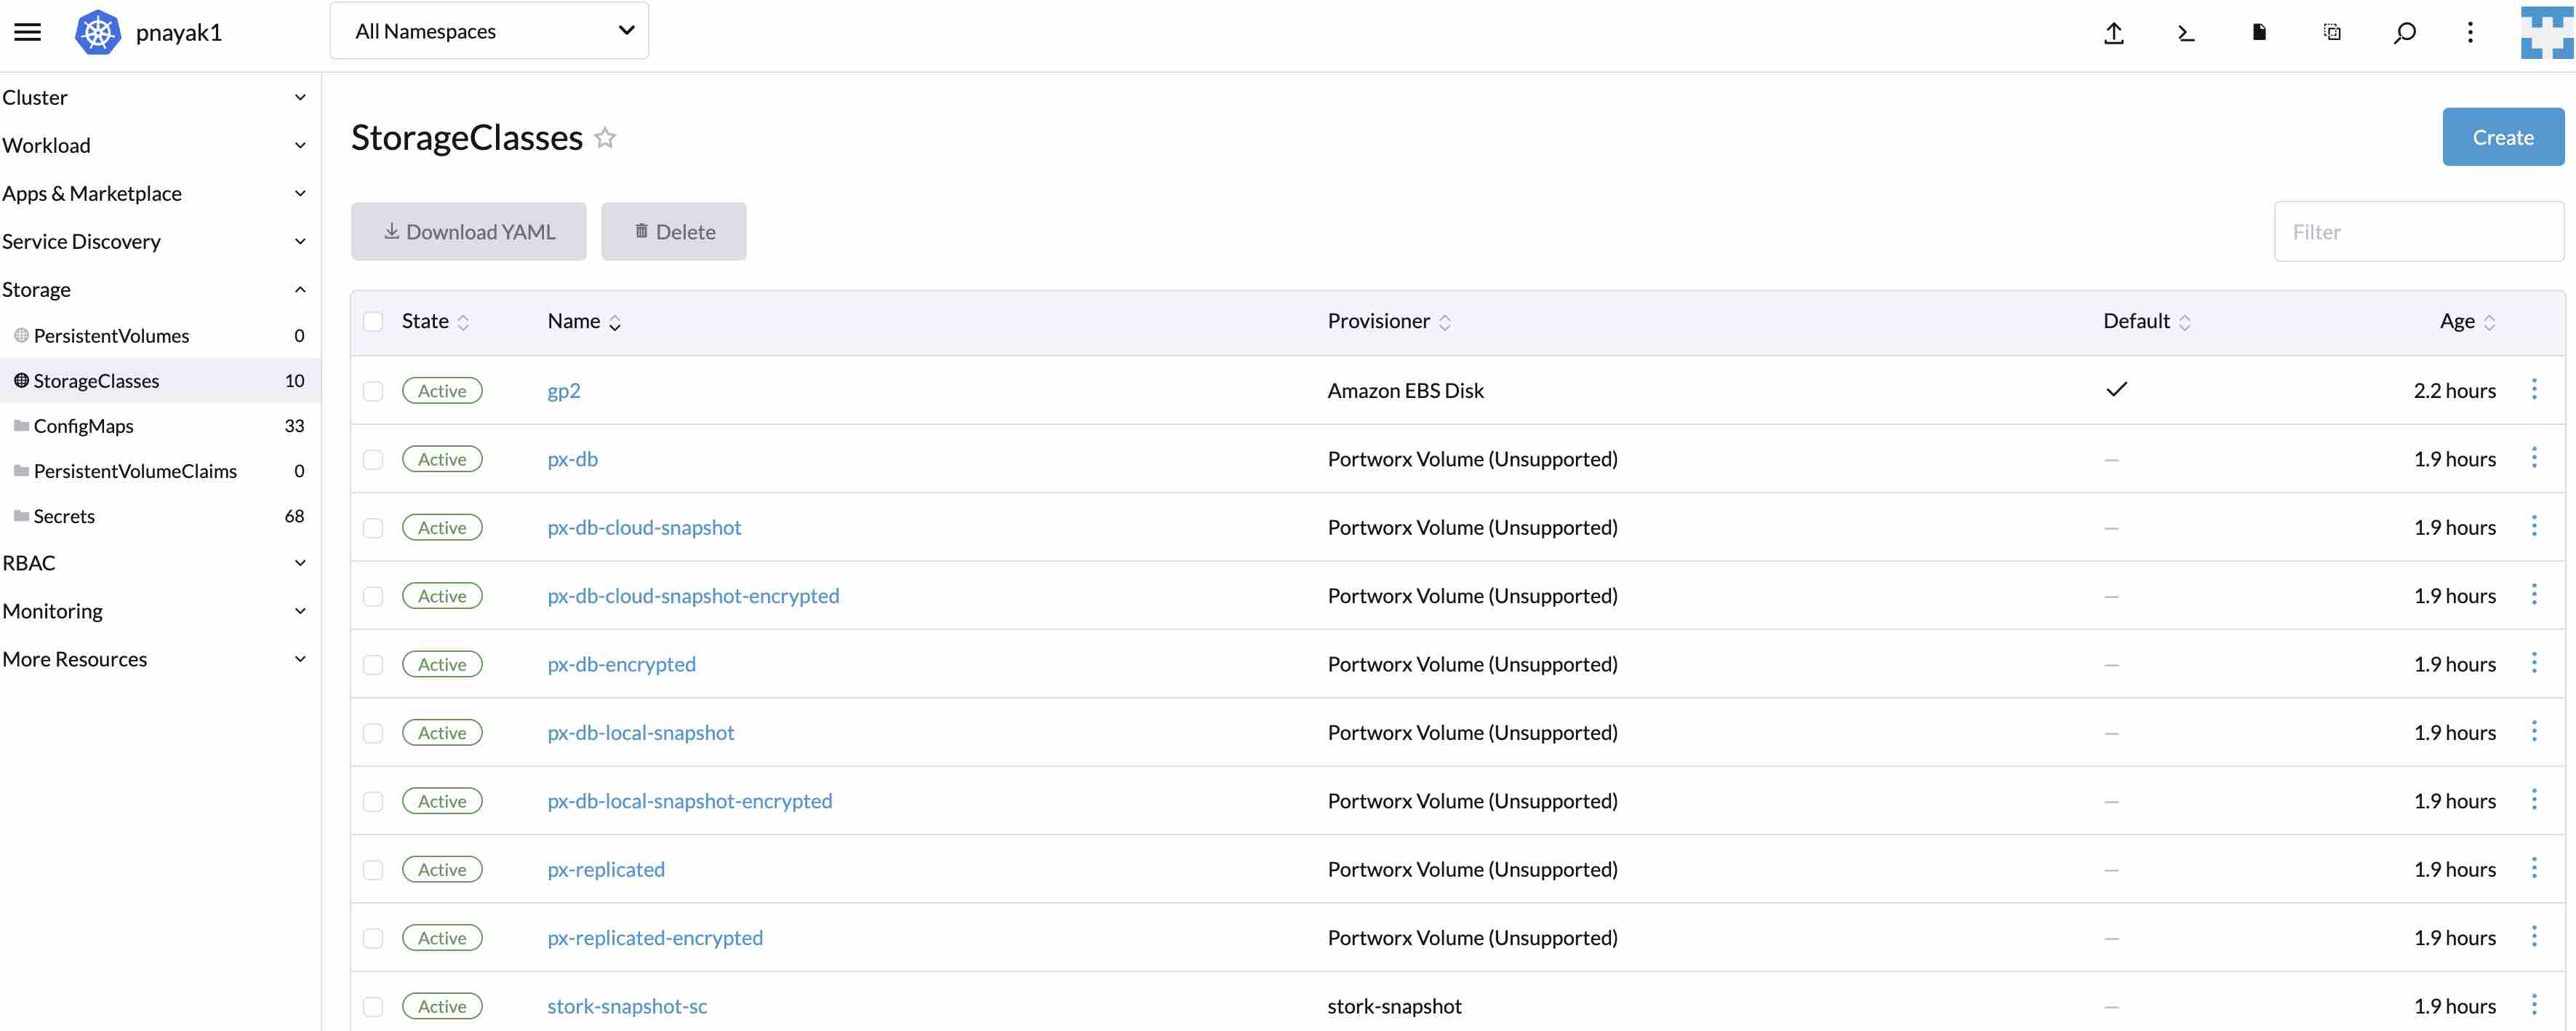 pnayak1
All Namespaces
Cluster
Workload
Apps & Marketplace
Service Discovery
Storage
PersistentVolumes 0
StorageClasses 10
ConfigMaps 33
PersistentVolumeClaims 0
Secrets 68
RBAC
Monitoring
More Resources
StorageClasses
Create
Download YAML Delete
Filter
State Name Provisioner Default Age
Active gp2 Amazon EBS Disk 2.2 hours
Active px-db Portworx Volume (Unsupported) — 1.9 hours
Active px-db-cloud-snapshot Portworx Volume (Unsupported) — 1.9 hours
Active px-db-cloud-snapshot-encrypted Portworx Volume (Unsupported) — 1.9 hours
Active px-db-encrypted Portworx Volume (Unsupported) — 1.9 hours
Active px-db-local-snapshot Portworx Volume (Unsupported) — 1.9 hours
Active px-db-local-snapshot-encrypted Portworx Volume (Unsupported) — 1.9 hours
Active px-replicated Portworx Volume (Unsupported) — 1.9 hours
Active px-replicated-encrypted Portworx Volume (Unsupported) — 1.9 hours
Active stork-snapshot-sc stork-snapshot — 1.9 hours